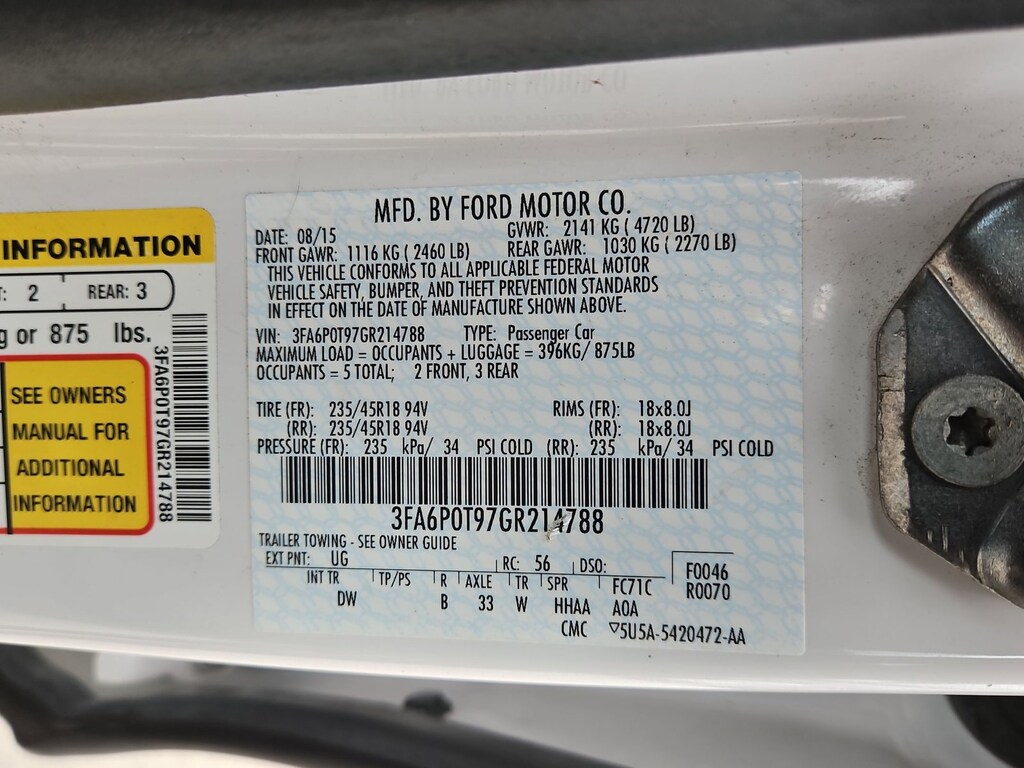 INFORMATION
2 REAR: 3
g or 875 lbs.
SEE OWNERS
MANUAL FOR
ADDITIONAL
INFORMATION
3FA6P0T97GR214788
MFD. BY FORD MOTOR CO.
DATE: 08/15 GVWR: 2141 KG ( 4720 LB)
FRONT GAWR: 1116 KG ( 2460 LB) REAR GAWR: 1030 KG ( 2270 LB)
THIS VEHICLE CONFORMS TO ALL APPLICABLE FEDERAL MOTOR
VEHICLE SAFETY, BUMPER, AND THEFT PREVENTION STANDARDS
IN EFFECT ON THE DATE OF MANUFACTURE SHOWN ABOVE.
VIN: 3FA6P0T97GR214788 TYPE: Passenger Car
MAXIMUM LOAD = OCCUPANTS + LUGGAGE = 396KG/ 875LB
OCCUPANTS = 5 TOTAL; 2 FRONT, 3 REAR
TIRE (FR): 235/45R18 94V RIMS (FR): 18x8.0J
(RR): 235/45R18 94V (RR): 18x8.0J
PRESSURE (FR): 235 kPa/ 34 PSI COLD (RR): 235 kPa/ 34 PSI COLD
3FA6P0T97GR214788
TRAILER TOWING - SEE OWNER GUIDE
EXT PNT: UG RC: 56 DSO: F0046
INT TR TP/PS R AXLE TR SPR FC71C R0070
DW B 33 W HHAA A0A
CMC ▽5U5A-5420472-AA